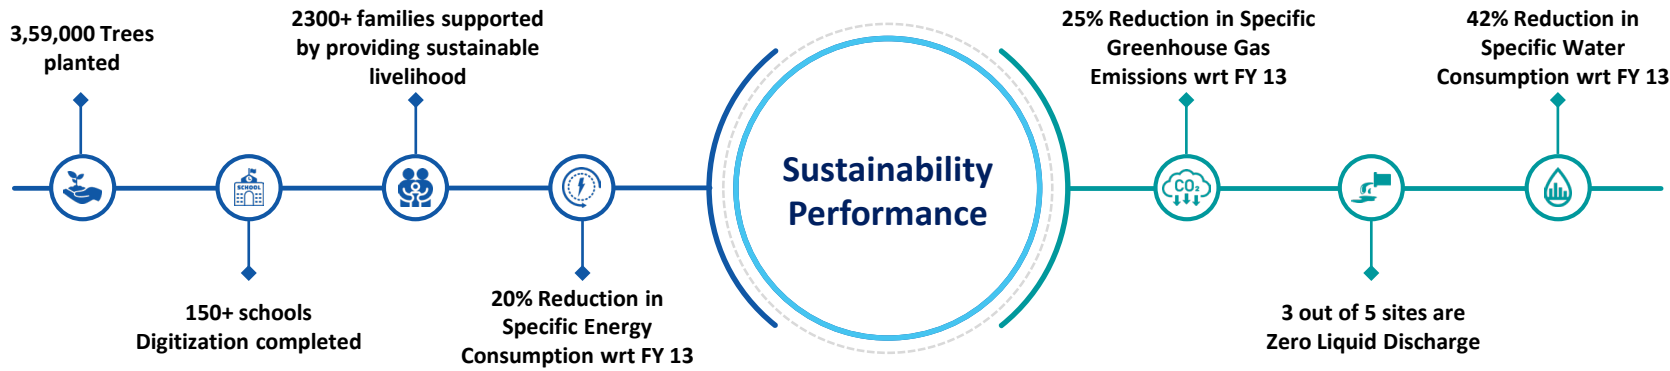 3,59,000 Trees
planted
SCHOOL
150+ schools
Digitization completed
2300+ families supported
by providing sustainable
livelihood
20% Reduction in
Specific Energy
Consumption wrt FY 13
Sustainability
Performance
25% Reduction in Specific
Greenhouse Gas
Emissions wrt FY 13
CO₂
3 out of 5 sites are
Zero Liquid Discharge
42% Reduction in
Specific Water
Consumption wrt FY 13